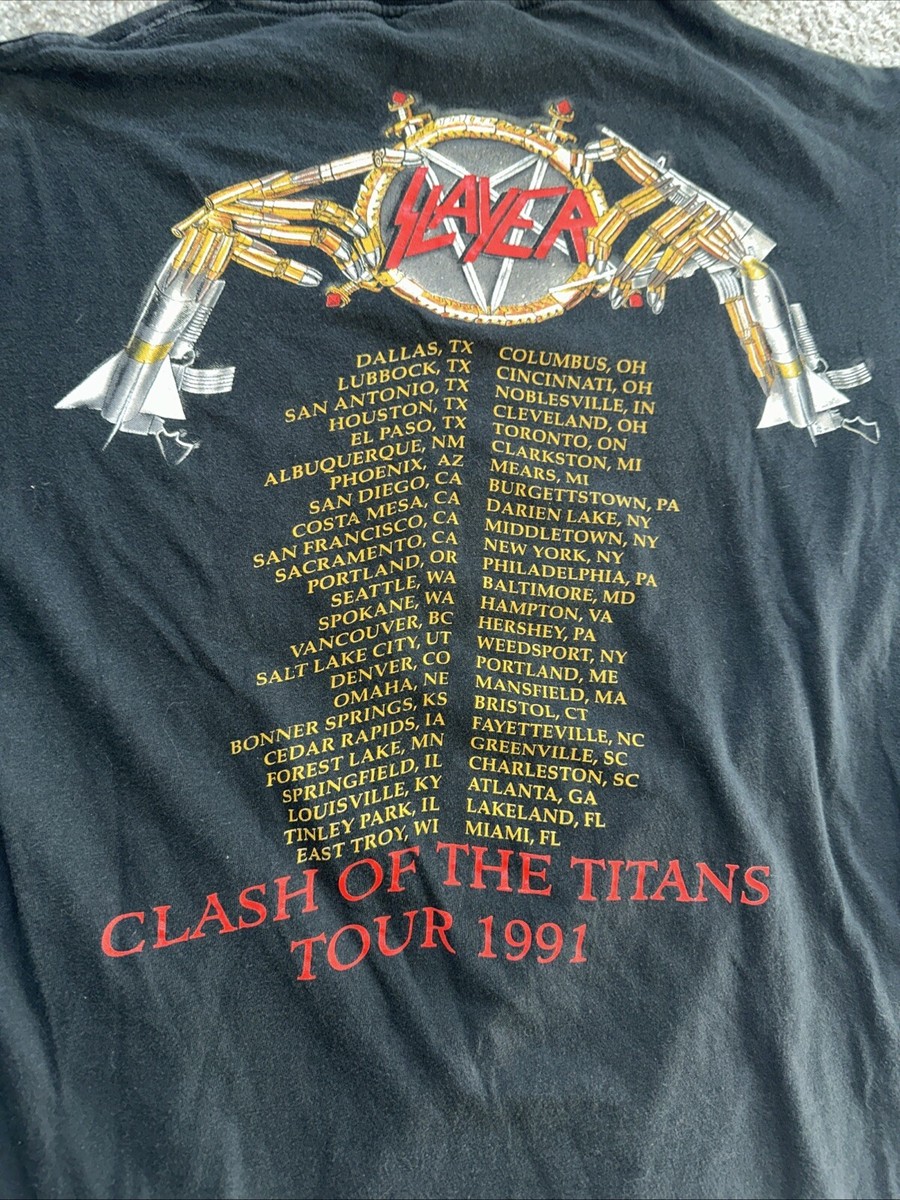 SLAYER
DALLAS, TX
LUBBOCK, TX
SAN ANTONIO, TX
HOUSTON, TX
EL PASO, TX
ALBUQUERQUE, NM
PHOENIX, AZ
SAN DIEGO, CA
COSTA MESA, CA
SAN FRANCISCO, CA
SACRAMENTO, CA
PORTLAND, OR
SEATTLE, WA
SPOKANE, WA
VANCOUVER, BC
SALT LAKE CITY, UT
DENVER, CO
OMAHA, NE
BONNER SPRINGS, KS
CEDAR RAPIDS, IA
FOREST LAKE, MN
SPRINGFIELD, IL
LOUISVILLE, KY
TINLEY PARK, IL
EAST TROY, WI
COLUMBUS, OH
CINCINNATI, OH
NOBLESVILLE, IN
CLEVELAND, OH
TORONTO, ON
CLARKSTON, MI
MEARS, MI
BURGETTSTOWN, PA
DARIEN LAKE, NY
MIDDLETOWN, NY
NEW YORK, NY
PHILADELPHIA, PA
BALTIMORE, MD
HAMPTON, VA
HERSHEY, PA
WEEDSPORT, NY
PORTLAND, ME
MANSFIELD, MA
BRISTOL, CT
FAYETTEVILLE, NC
GREENVILLE, SC
CHARLESTON, SC
ATLANTA, GA
LAKELAND, FL
MIAMI, FL
CLASH OF THE TITANS
TOUR 1991